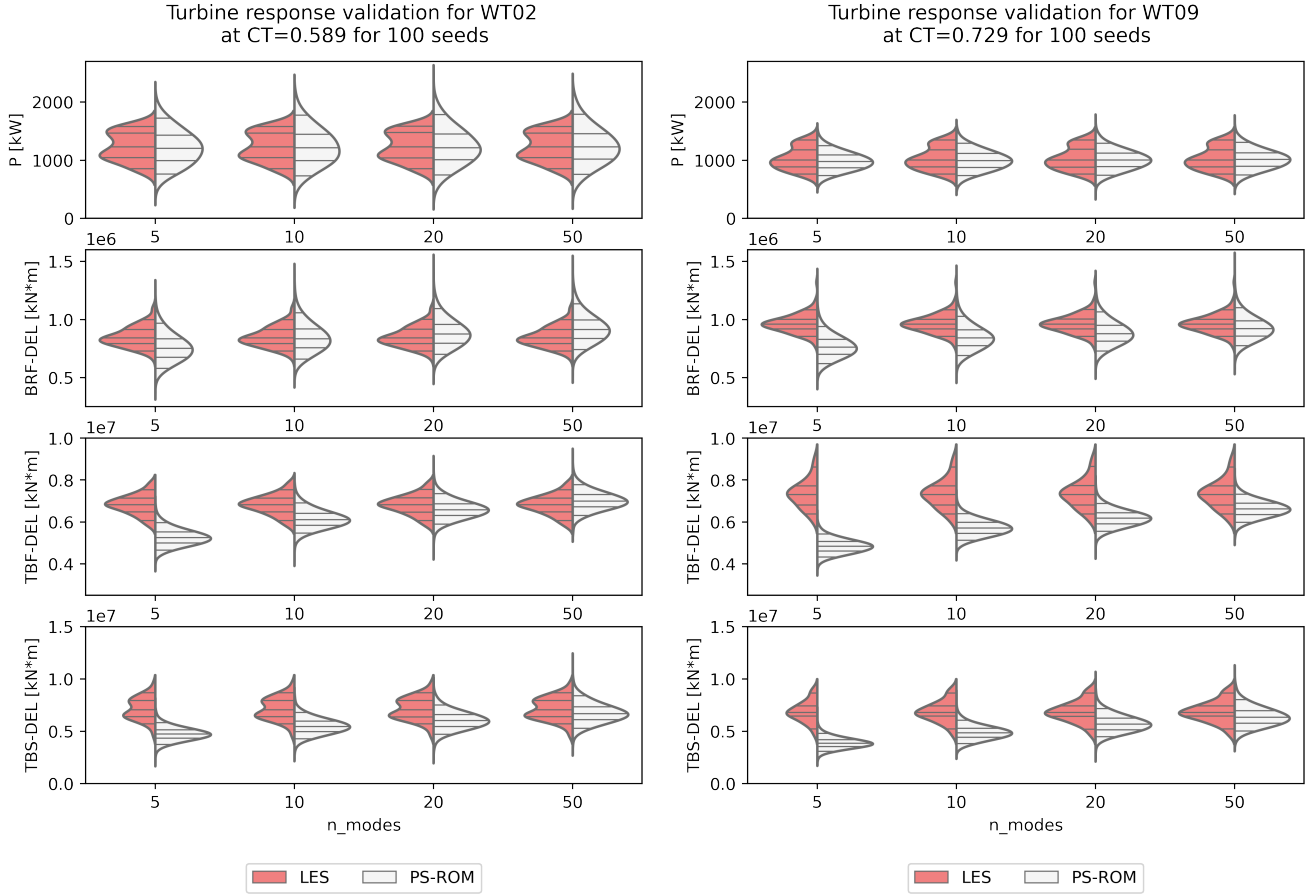 Turbine response validation for WT02
at CT=0.589 for 100 seeds
P [kW]
2000
1000
0
5 10 20 50
1e6
BRF-DEL [kN*m]
1.5
1.0
0.5
5 10 20 50
1e7
TBF-DEL [kN*m]
1.0
0.8
0.6
0.4
5 10 20 50
1e7
TBS-DEL [kN*m]
1.5
1.0
0.5
0.0
5 10 20 50
n_modes
LES PS-ROM
Turbine response validation for WT09
at CT=0.729 for 100 seeds
P [kW]
2000
1000
0
5 10 20 50
1e6
BRF-DEL [kN*m]
1.5
1.0
0.5
5 10 20 50
1e7
TBF-DEL [kN*m]
1.0
0.8
0.6
0.4
5 10 20 50
1e7
TBS-DEL [kN*m]
1.5
1.0
0.5
0.0
5 10 20 50
n_modes
LES PS-ROM